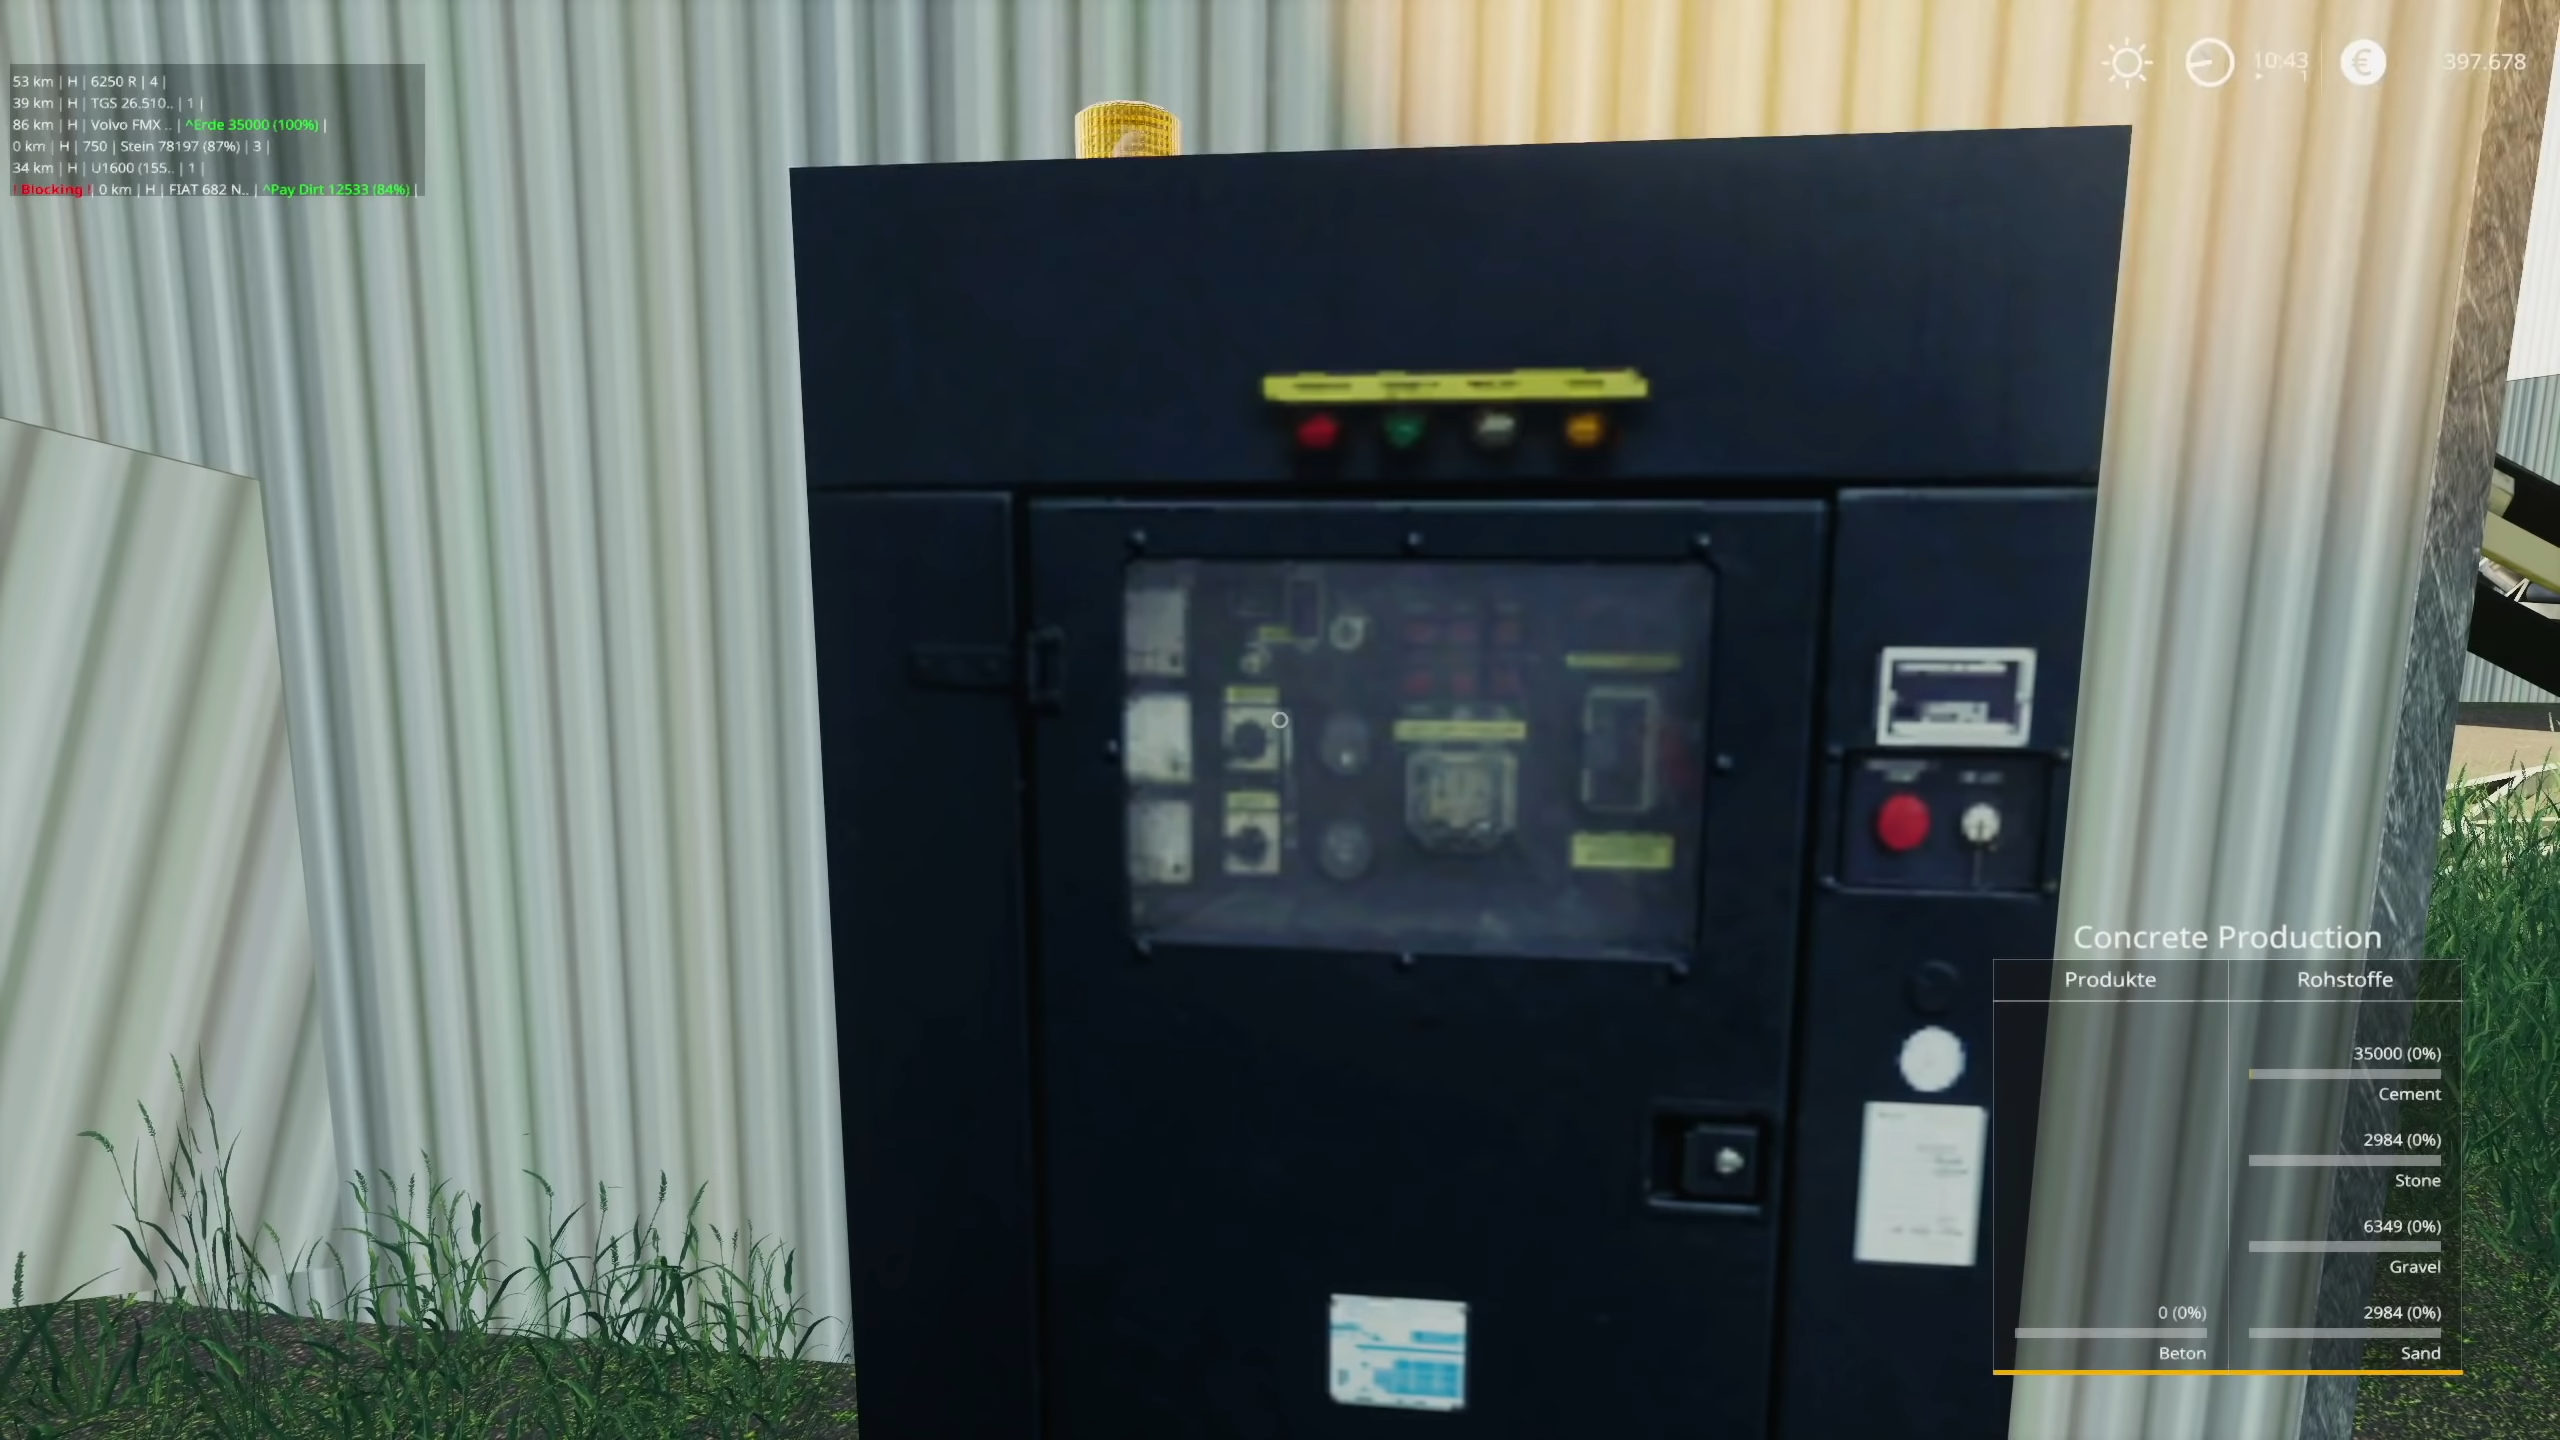 53 km | H | 6250 R | 4 |
39 km | H | TGS 26.510.. | 1 |
86 km | H | Volvo FMX .. | ^Erde 35000 (100%) |
0 km | H | 750 | Stein 78197 (87%) | 3 |
34 km | H | U1600 (155.. | 1 |
! Blocking !| 0 km | H | FIAT 682 N.. | ^Pay Dirt 12533 (84%) |
10:43
1
€
397.678
Concrete Production
Produkte
Rohstoffe
35000 (0%)
Cement
2984 (0%)
Stone
6349 (0%)
Gravel
0 (0%)
2984 (0%)
Beton
Sand